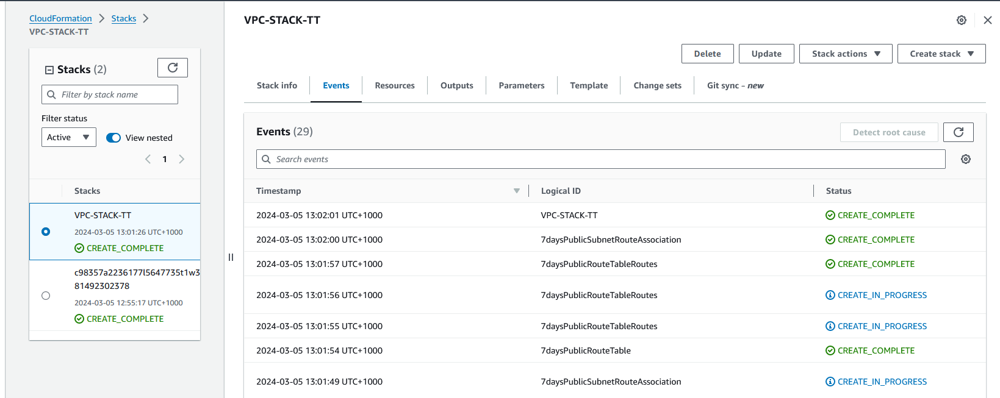 CloudFormation > Stacks >
VPC-STACK-TT
Stacks (2)
Filter by stack name
Filter status
Active View nested
1
Stacks
VPC-STACK-TT
2024-03-05 13:01:26 UTC+1000
CREATE_COMPLETE
c98357a2236177l5647735t1w3
81492302378
2024-03-05 12:55:17 UTC+1000
CREATE_COMPLETE
VPC-STACK-TT
Delete Update Stack actions Create stack
Stack info Events Resources Outputs Parameters Template Change sets Git sync - new
Events (29)
Detect root cause
Search events
Timestamp Logical ID Status
2024-03-05 13:02:01 UTC+1000 VPC-STACK-TT CREATE_COMPLETE
2024-03-05 13:02:00 UTC+1000 7daysPublicSubnetRouteAssociation CREATE_COMPLETE
2024-03-05 13:01:57 UTC+1000 7daysPublicRouteTableRoutes CREATE_COMPLETE
2024-03-05 13:01:56 UTC+1000 7daysPublicRouteTableRoutes CREATE_IN_PROGRESS
2024-03-05 13:01:55 UTC+1000 7daysPublicRouteTableRoutes CREATE_IN_PROGRESS
2024-03-05 13:01:54 UTC+1000 7daysPublicRouteTable CREATE_COMPLETE
2024-03-05 13:01:49 UTC+1000 7daysPublicSubnetRouteAssociation CREATE_IN_PROGRESS